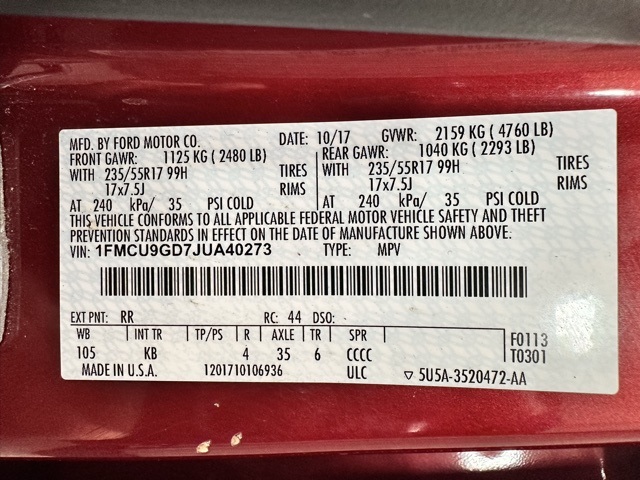 MFD. BY FORD MOTOR CO. DATE: 10/17 GVWR: 2159 KG ( 4760 LB)
FRONT GAWR: 1125 KG ( 2480 LB) REAR GAWR: 1040 KG ( 2293 LB)
WITH 235/55R17 99H TIRES WITH 235/55R17 99H TIRES
17x7.5J RIMS 17x7.5J RIMS
AT 240 kPa/ 35 PSI COLD AT 240 kPa/ 35 PSI COLD
THIS VEHICLE CONFORMS TO ALL APPLICABLE FEDERAL MOTOR VEHICLE SAFETY AND THEFT
PREVENTION STANDARDS IN EFFECT ON THE DATE OF MANUFACTURE SHOWN ABOVE.
VIN: 1FMCU9GD7JUA40273 TYPE: MPV
EXT PNT: RR RC: 44 DSO:
WB INT TR TP/PS R AXLE TR SPR F0113
105 KB 4 35 6 CCCC T0301
MADE IN U.S.A. 1201710106936 ULC ▽ 5U5A-3520472-AA